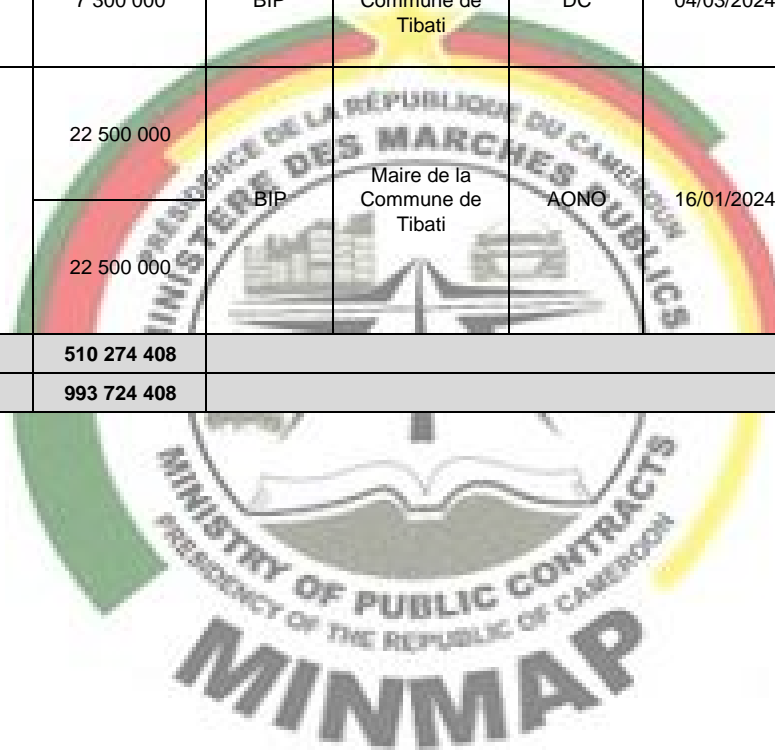 7 300 000 BIP Commune de DC 04/03/2024
Tibati
22 500 000
Maire de la
BIP Commune de AONO 16/01/2024
Tibati
22 500 000
510 274 408
993 724 408
PRESIDENCE DE LA RÉPUBLIQUE DU CAMEROUN
MINISTERE DES MARCHES PUBLICS
MINISTRY OF PUBLIC CONTRACTS
PRESIDENCY OF THE REPUBLIC OF CAMEROON
MINMAP